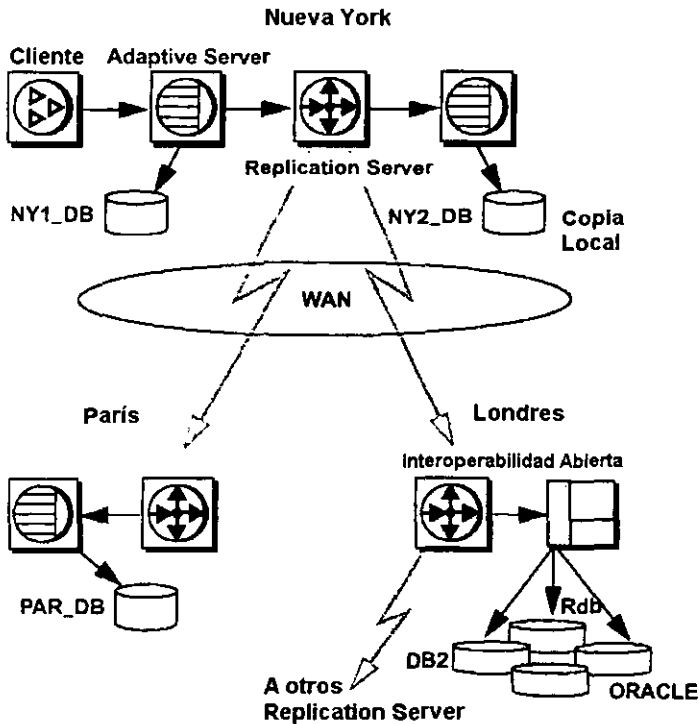 Nueva York
Cliente
Adaptive Server
Replication Server
NY1_DB
NY2_DB
Copia
Local
WAN
París
Londres
Interoperabilidad Abierta
PAR_DB
Rdb
DB2
ORACLE
A otros
Replication Server